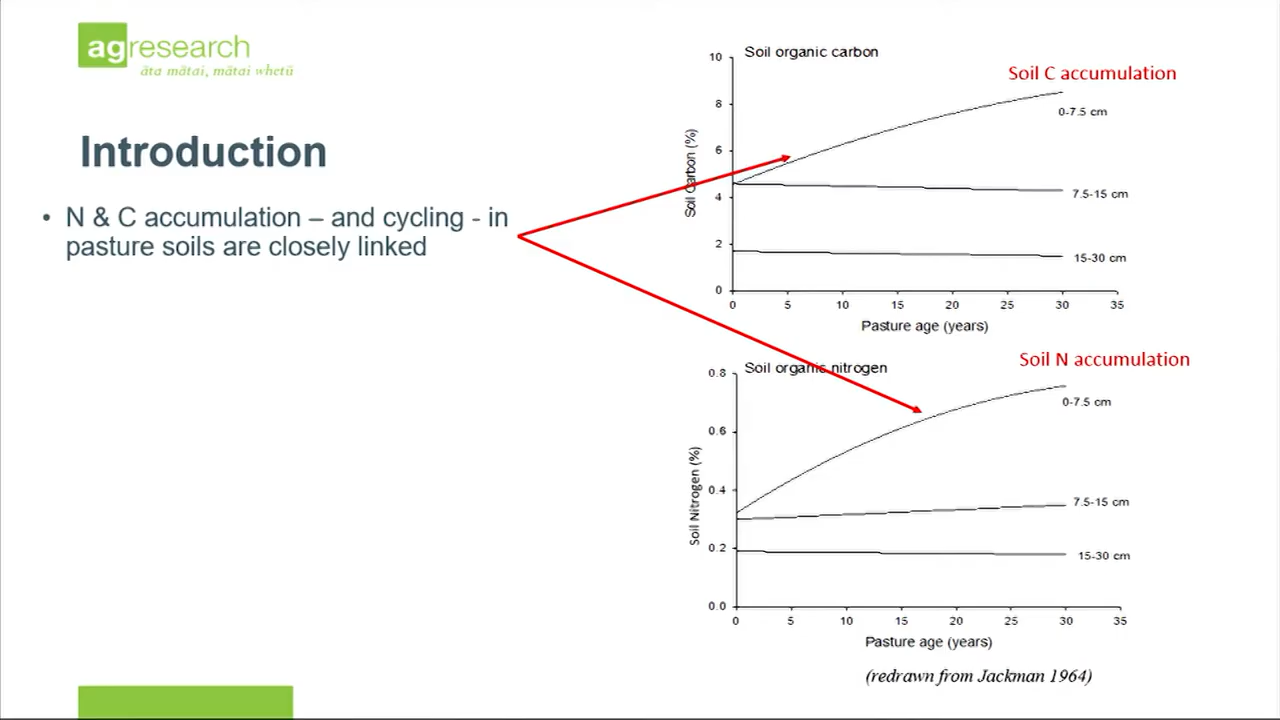 agresearch
āta mātai, mātai whetū
Introduction
• N & C accumulation – and cycling - in
pasture soils are closely linked
Soil organic carbon
Soil C accumulation
Soil Carbon (%)
10
8
6
4
2
0
0-7.5 cm
7.5-15 cm
15-30 cm
0 5 10 15 20 25 30 35
Pasture age (years)
Soil organic nitrogen
Soil N accumulation
Soil Nitrogen (%)
0.8
0.6
0.4
0.2
0.0
0-7.5 cm
7.5-15 cm
15-30 cm
0 5 10 15 20 25 30 35
Pasture age (years)
(redrawn from Jackman 1964)